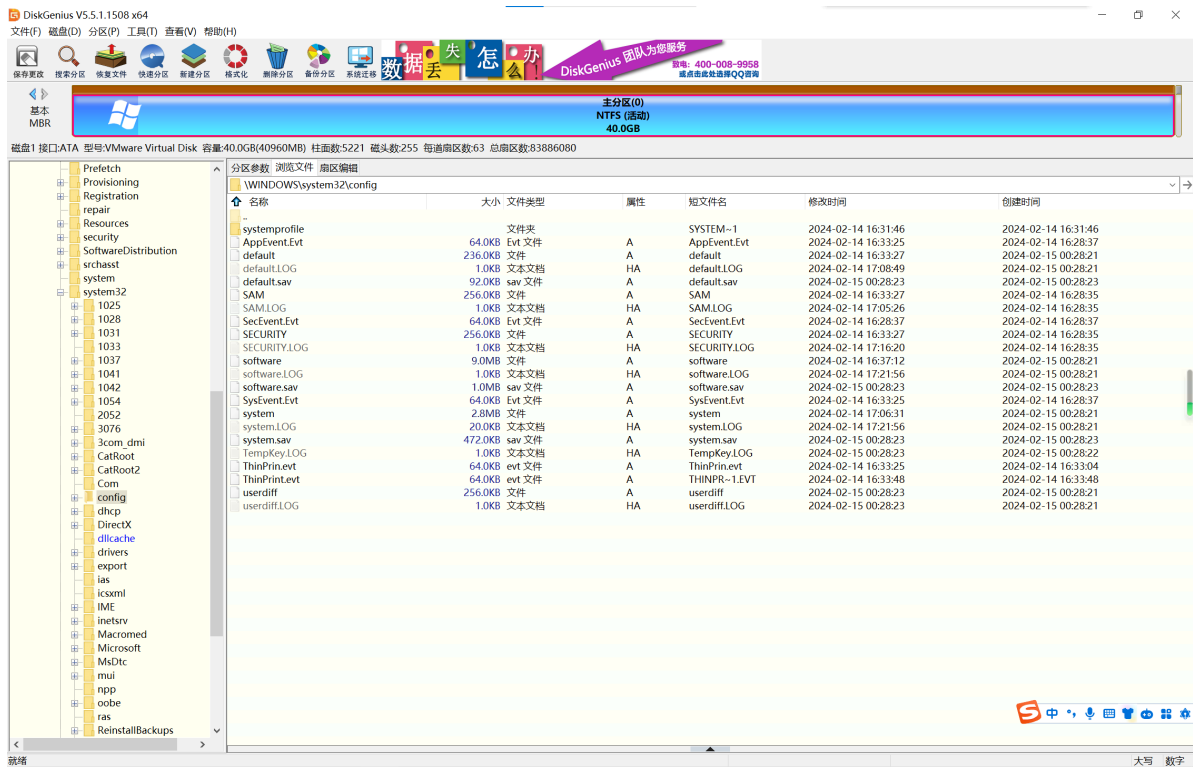 DiskGenius V5.5.1.1508 x64
文件(F) 磁盘(D) 分区(P) 工具(T) 查看(V) 帮助(H)
保存更改 搜索分区 恢复文件 快速分区 新建分区 格式化 删除分区 备份分区 系统迁移
数据丢失怎么办!
DiskGenius 团队为您服务
致电: 400-008-9958
或点击此处选择QQ咨询
基本
MBR
主分区(0)
NTFS (活动)
40.0GB
磁盘1 接口:ATA 型号:VMware Virtual Disk 容量:40.0GB(40960MB) 柱面数:5221 磁头数:255 每道扇区数:63 总扇区数:83886080
Prefetch
Provisioning
Registration
repair
Resources
security
SoftwareDistribution
srchasst
system
system32
1025
1028
1031
1033
1037
1041
1042
1054
2052
3076
3com_dmi
CatRoot
CatRoot2
Com
config
dhcp
DirectX
dllcache
drivers
export
ias
icsxml
IME
inetsrv
Macromed
Microsoft
MsDtc
mui
npp
oobe
ras
ReinstallBackups
分区参数 浏览文件 扇区编辑
\WINDOWS\system32\config
名称 大小 文件类型 属性 短文件名 修改时间 创建时间
..
systemprofile 文件夹 SYSTEM~1 2024-02-14 16:31:46 2024-02-14 16:31:46
AppEvent.Evt 64.0KB Evt 文件 A AppEvent.Evt 2024-02-14 16:33:25 2024-02-14 16:28:37
default 236.0KB 文件 A default 2024-02-14 16:33:27 2024-02-15 00:28:21
default.LOG 1.0KB 文本文档 HA default.LOG 2024-02-14 17:08:49 2024-02-15 00:28:21
default.sav 92.0KB sav 文件 A default.sav 2024-02-15 00:28:23 2024-02-15 00:28:23
SAM 256.0KB 文件 A SAM 2024-02-14 16:33:27 2024-02-14 16:28:35
SAM.LOG 1.0KB 文本文档 HA SAM.LOG 2024-02-14 17:05:26 2024-02-14 16:28:35
SecEvent.Evt 64.0KB Evt 文件 A SecEvent.Evt 2024-02-14 16:28:37 2024-02-14 16:28:37
SECURITY 256.0KB 文件 A SECURITY 2024-02-14 16:33:27 2024-02-14 16:28:35
SECURITY.LOG 1.0KB 文本文档 HA SECURITY.LOG 2024-02-14 17:16:20 2024-02-14 16:28:35
software 9.0MB 文件 A software 2024-02-14 16:37:12 2024-02-15 00:28:21
software.LOG 1.0KB 文本文档 HA software.LOG 2024-02-14 17:21:56 2024-02-15 00:28:21
software.sav 1.0MB sav 文件 A software.sav 2024-02-15 00:28:23 2024-02-15 00:28:23
SysEvent.Evt 64.0KB Evt 文件 A SysEvent.Evt 2024-02-14 16:33:25 2024-02-14 16:28:37
system 2.8MB 文件 A system 2024-02-14 17:06:31 2024-02-15 00:28:21
system.LOG 20.0KB 文本文档 HA system.LOG 2024-02-14 17:21:56 2024-02-15 00:28:21
system.sav 472.0KB sav 文件 A system.sav 2024-02-15 00:28:23 2024-02-15 00:28:23
TempKey.LOG 1.0KB 文本文档 HA TempKey.LOG 2024-02-15 00:28:23 2024-02-15 00:28:22
ThinPrin.evt 64.0KB evt 文件 A ThinPrin.evt 2024-02-14 16:33:25 2024-02-14 16:33:04
ThinPrint.evt 64.0KB evt 文件 A THINPR~1.EVT 2024-02-14 16:33:48 2024-02-14 16:33:48
userdiff 256.0KB 文件 A userdiff 2024-02-15 00:28:23 2024-02-15 00:28:21
userdiff.LOG 1.0KB 文本文档 HA userdiff.LOG 2024-02-15 00:28:23 2024-02-15 00:28:21
中
就绪 大写 数字